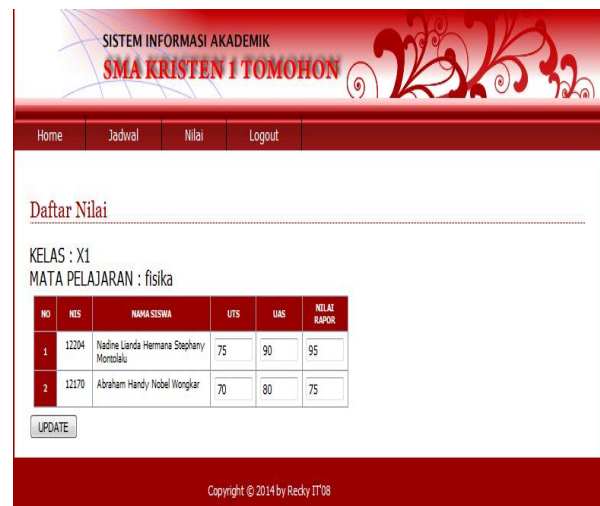 SISTEM INFORMASI AKADEMIK
SMA KRISTEN 1 TOMOHON
Home Jadwal Nilai Logout
Daftar Nilai
KELAS : X1
MATA PELAJARAN : fisika
NO NIS NAMA SISWA UTS UAS NILAI RAPOR
1 12204 Nadine Lianda Hermana Stephany Montolalu 75 90 95
2 12170 Abraham Handy Nobel Wongkar 70 80 75
UPDATE
Copyright © 2014 by Recky IT'08